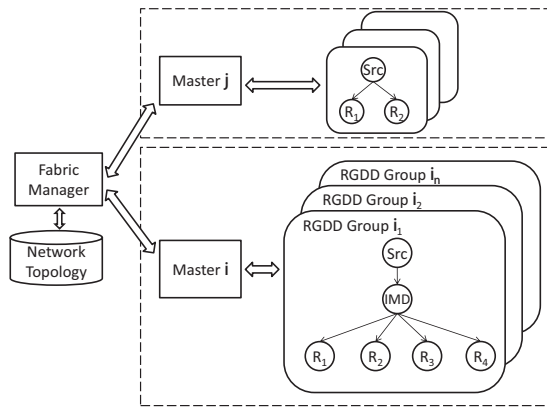 Master j
Src
R1 R2
Fabric
Manager
Network
Topology
Master i
RGDD Group in
RGDD Group i2
RGDD Group i1
Src
IMD
R1 R2 R3 R4